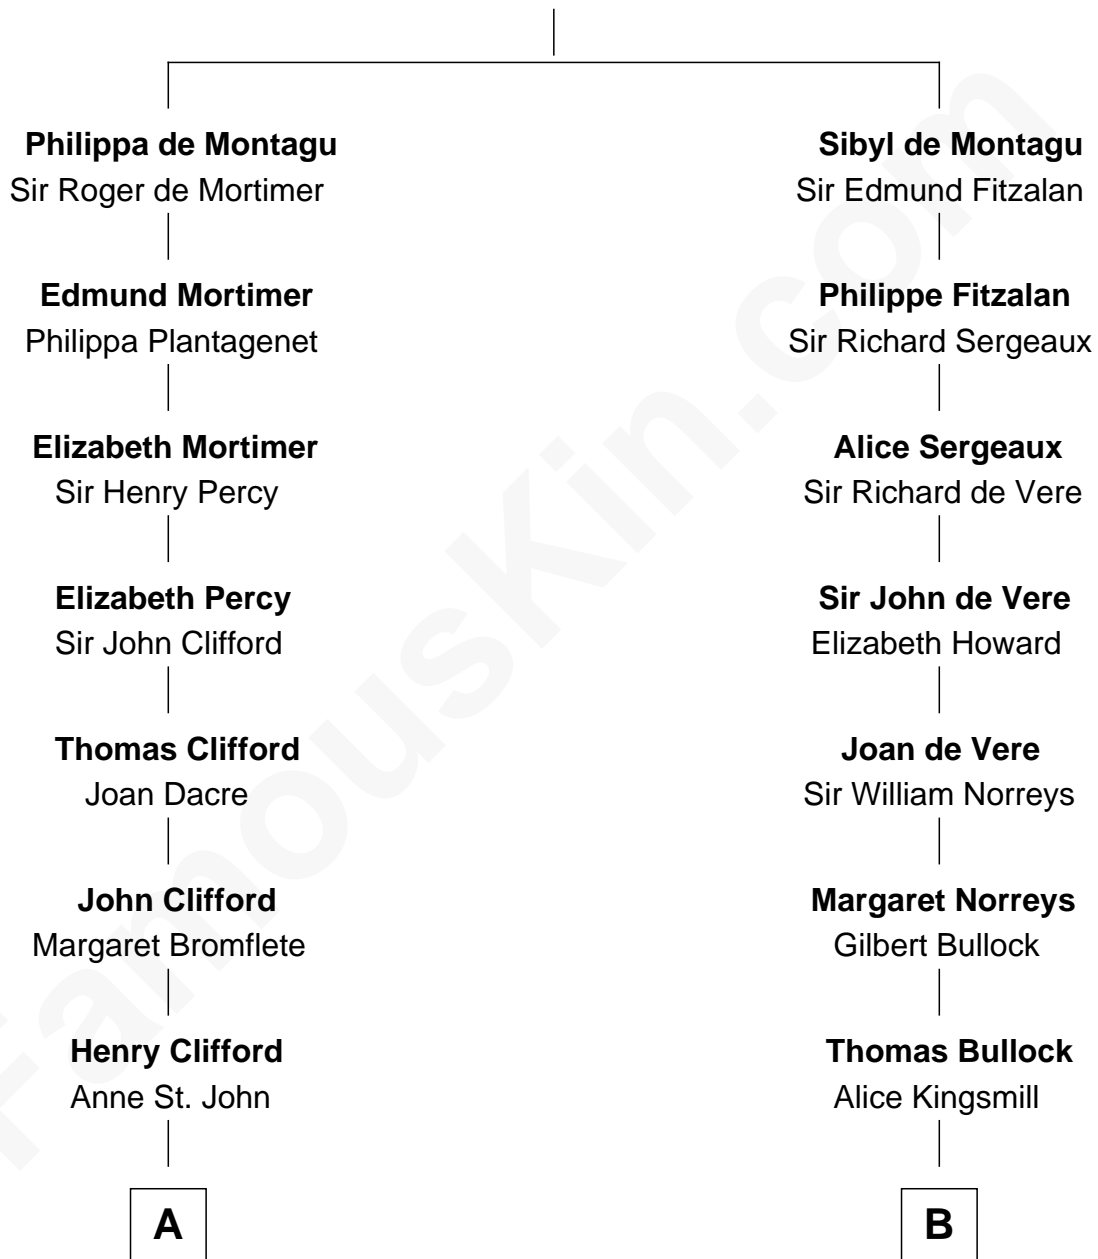 Philippa de Montagu
Sir Roger de Mortimer
Sibyl de Montagu
Sir Edmund Fitzalan
Edmund Mortimer
Philippa Plantagenet
Philippe Fitzalan
Sir Richard Sergeaux
Elizabeth Mortimer
Sir Henry Percy
Alice Sergeaux
Sir Richard de Vere
Elizabeth Percy
Sir John Clifford
Sir John de Vere
Elizabeth Howard
Thomas Clifford
Joan Dacre
Joan de Vere
Sir William Norreys
John Clifford
Margaret Bromflete
Margaret Norreys
Gilbert Bullock
Henry Clifford
Anne St. John
Thomas Bullock
Alice Kingsmill
A
B
FamousKin.com